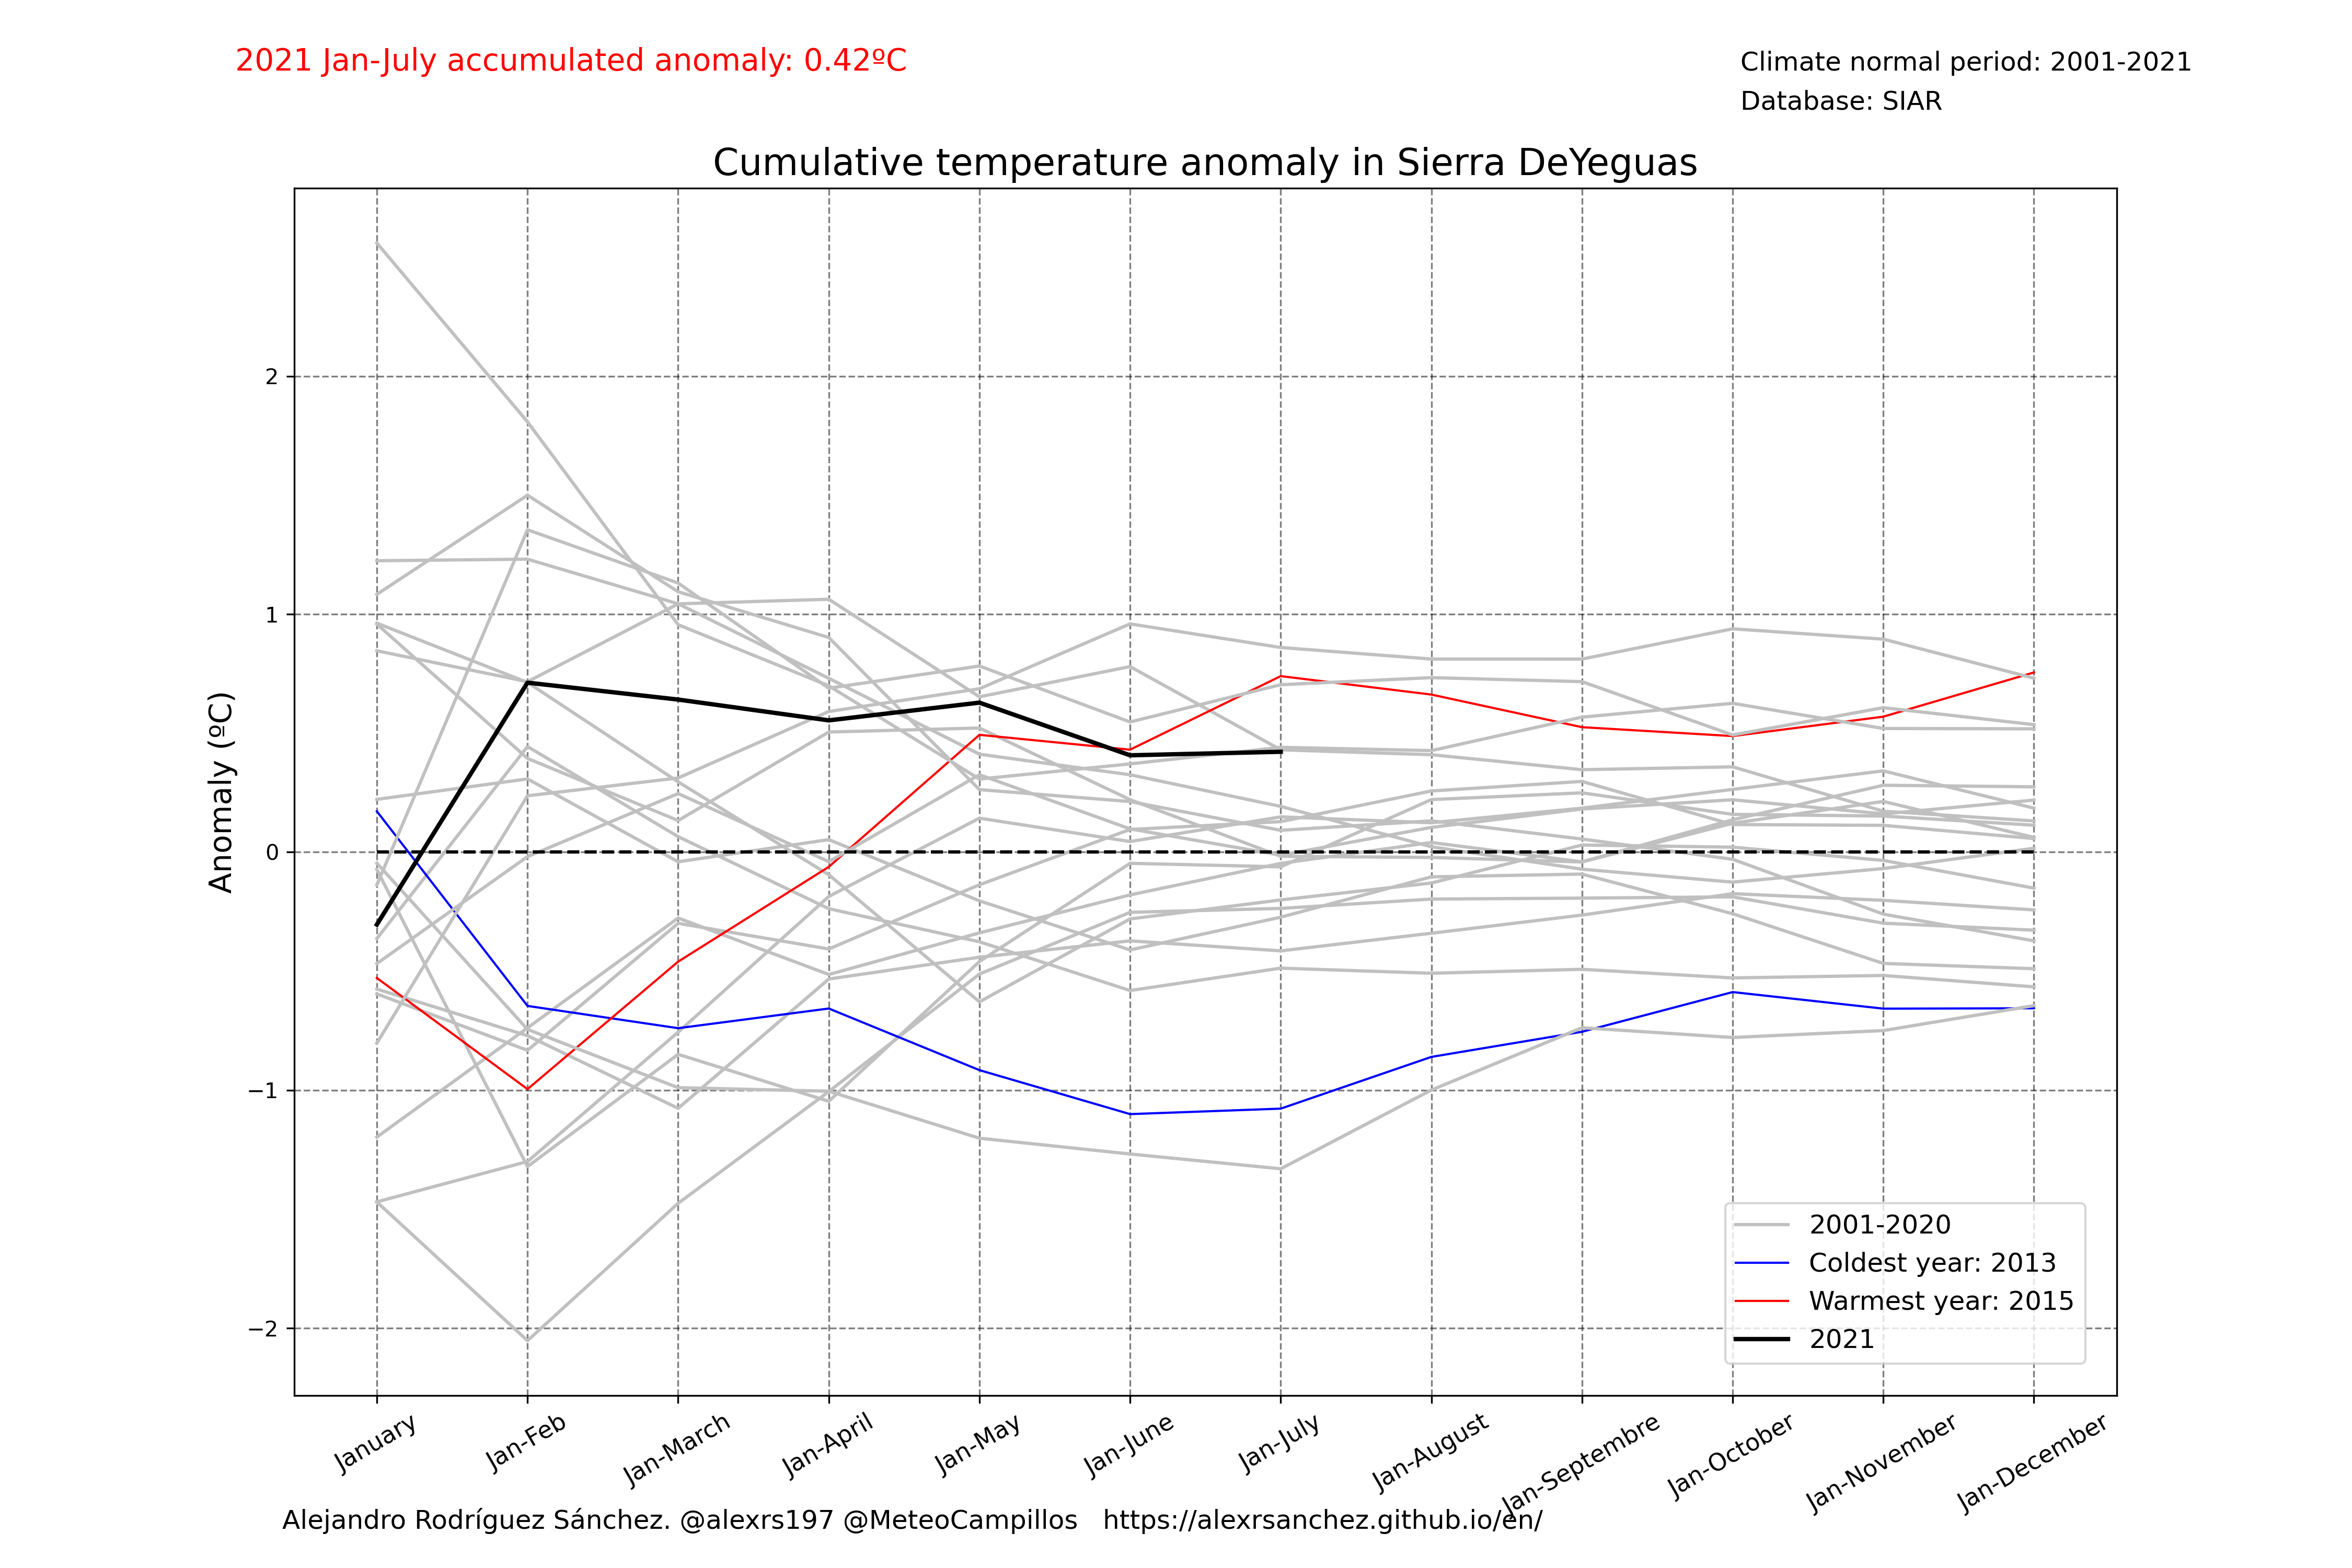 2021 Jan-July accumulated anomaly: 0.42ºC
Climate normal period: 2001-2021
Database: SIAR
Cumulative temperature anomaly in Sierra DeYeguas
Anomaly (ºC)
2
1
0
−1
−2
2001-2020
Coldest year: 2013
Warmest year: 2015
2021
January
Jan-Feb
Jan-March
Jan-April
Jan-May
Jan-June
Jan-July
Jan-August
Jan-Septembre
Jan-October
Jan-November
Jan-December
Alejandro Rodríguez Sánchez. @alexrs197 @MeteoCampillos https://alexrsanchez.github.io/en/